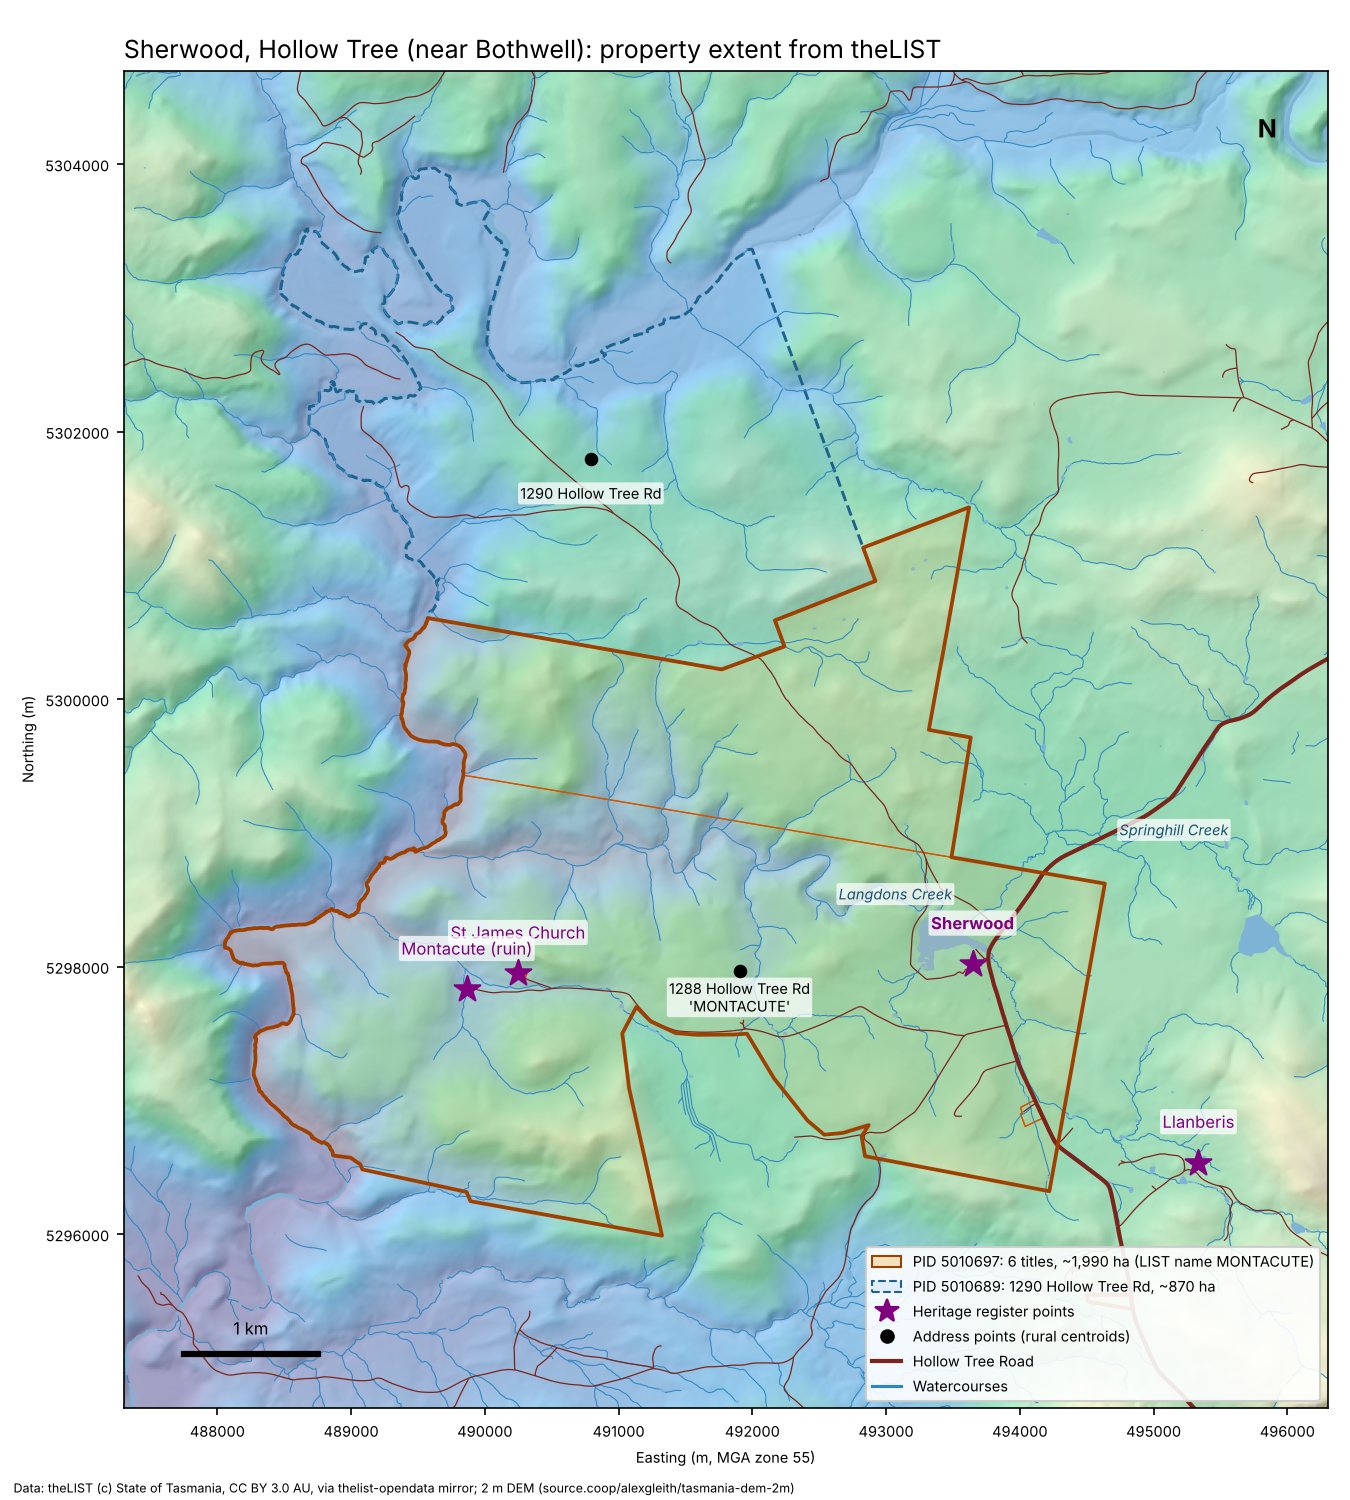 Sherwood, Hollow Tree (near Bothwell): property extent from theLIST
N
5304000
5302000
5300000
5298000
5296000
Northing (m)
1290 Hollow Tree Rd
Springhill Creek
Langdons Creek
Sherwood
St James Church
Montacute (ruin)
1288 Hollow Tree Rd
'MONTACUTE'
Llanberis
1 km
PID 5010697: 6 titles, ~1,990 ha (LIST name MONTACUTE)
PID 5010689: 1290 Hollow Tree Rd, ~870 ha
Heritage register points
Address points (rural centroids)
Hollow Tree Road
Watercourses
488000 489000 490000 491000 492000 493000 494000 495000 496000
Easting (m, MGA zone 55)
Data: theLIST (c) State of Tasmania, CC BY 3.0 AU, via thelist-opendata mirror; 2 m DEM (source.coop/alexgleith/tasmania-dem-2m)